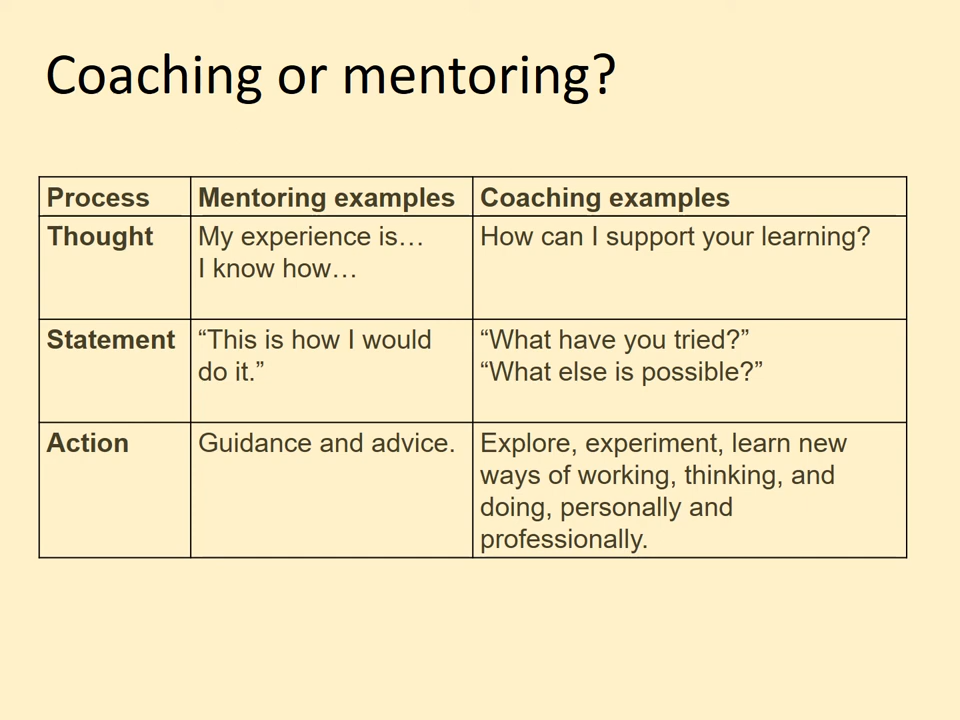 Coaching or mentoring?
Process Mentoring examples Coaching examples
Thought My experience is… How can I support your learning?
I know how…
Statement “This is how I would “What have you tried?”
do it.” “What else is possible?”
Action Guidance and advice. Explore, experiment, learn new
ways of working, thinking, and
doing, personally and
professionally.